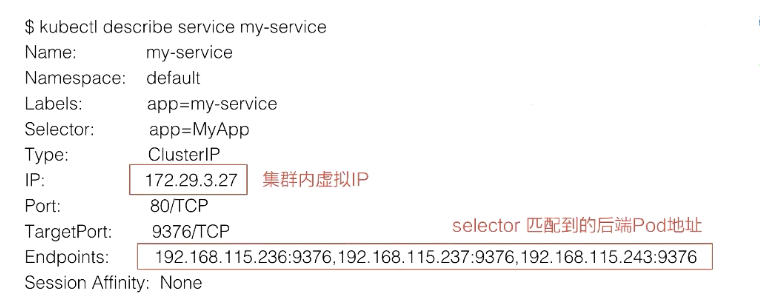 $ kubectl describe service my-service
Name: my-service
Namespace: default
Labels: app=my-service
Selector: app=MyApp
Type: ClusterIP
IP: 172.29.3.27 集群内虚拟IP
Port: 80/TCP
selector 匹配到的后端Pod地址
TargetPort: 9376/TCP
Endpoints: 192.168.115.236:9376,192.168.115.237:9376,192.168.115.243:9376
Session Affinity: None